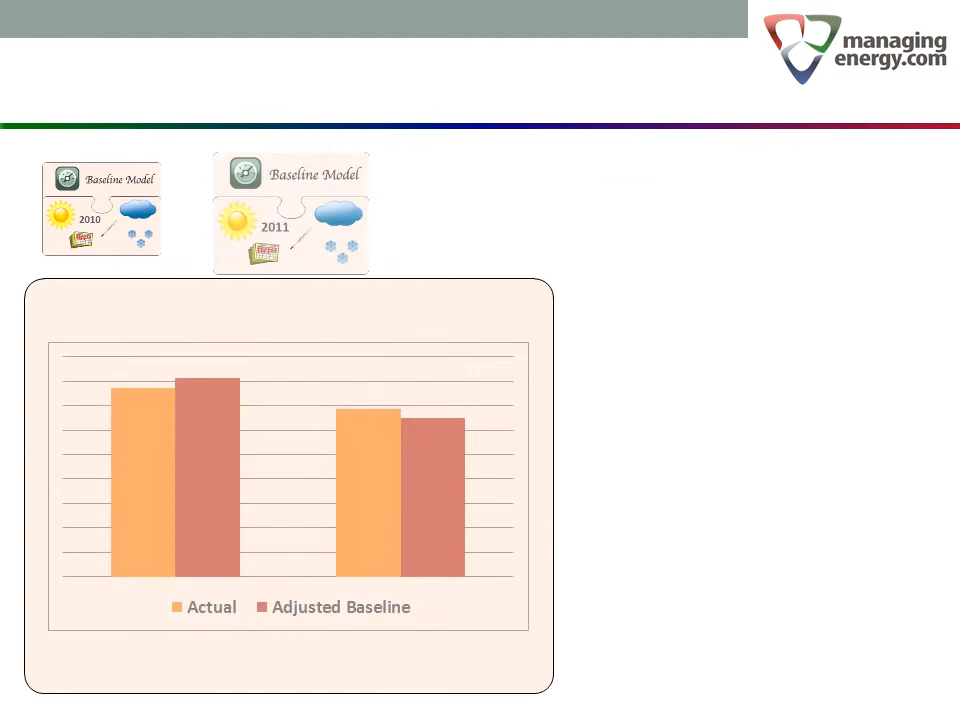 managing
energy.com
Baseline Model
2010
Baseline Model
2011
Actual
Adjusted Baseline